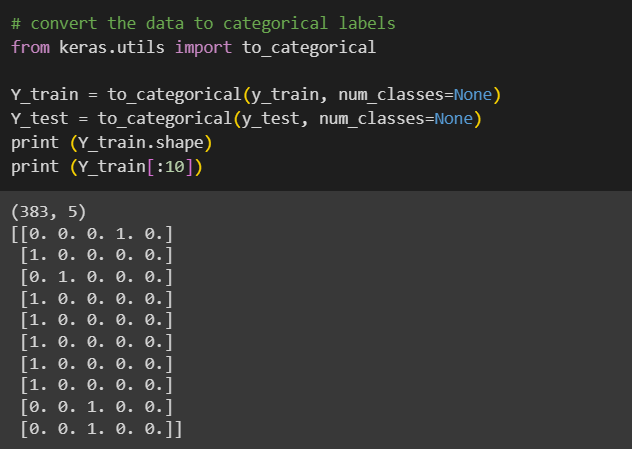 # convert the data to categorical labels
from keras.utils import to_categorical
Y_train = to_categorical(y_train, num_classes=None)
Y_test = to_categorical(y_test, num_classes=None)
print (Y_train.shape)
print (Y_train[:10])
(383, 5)
[[0. 0. 0. 1. 0.]
[1. 0. 0. 0. 0.]
[0. 1. 0. 0. 0.]
[1. 0. 0. 0. 0.]
[1. 0. 0. 0. 0.]
[1. 0. 0. 0. 0.]
[1. 0. 0. 0. 0.]
[1. 0. 0. 0. 0.]
[0. 0. 1. 0. 0.]
[0. 0. 1. 0. 0.]]